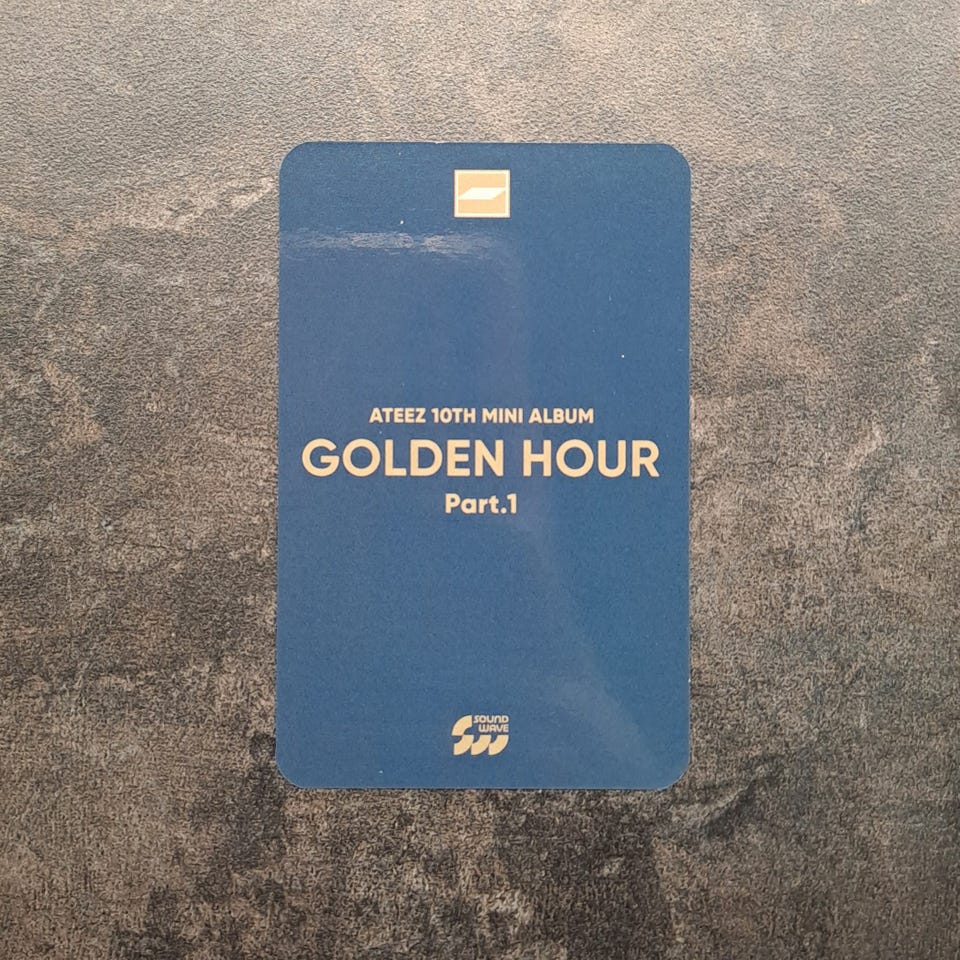 ATEEZ 10TH MINI ALBUM
GOLDEN HOUR
Part.1
SOUND
WAVE